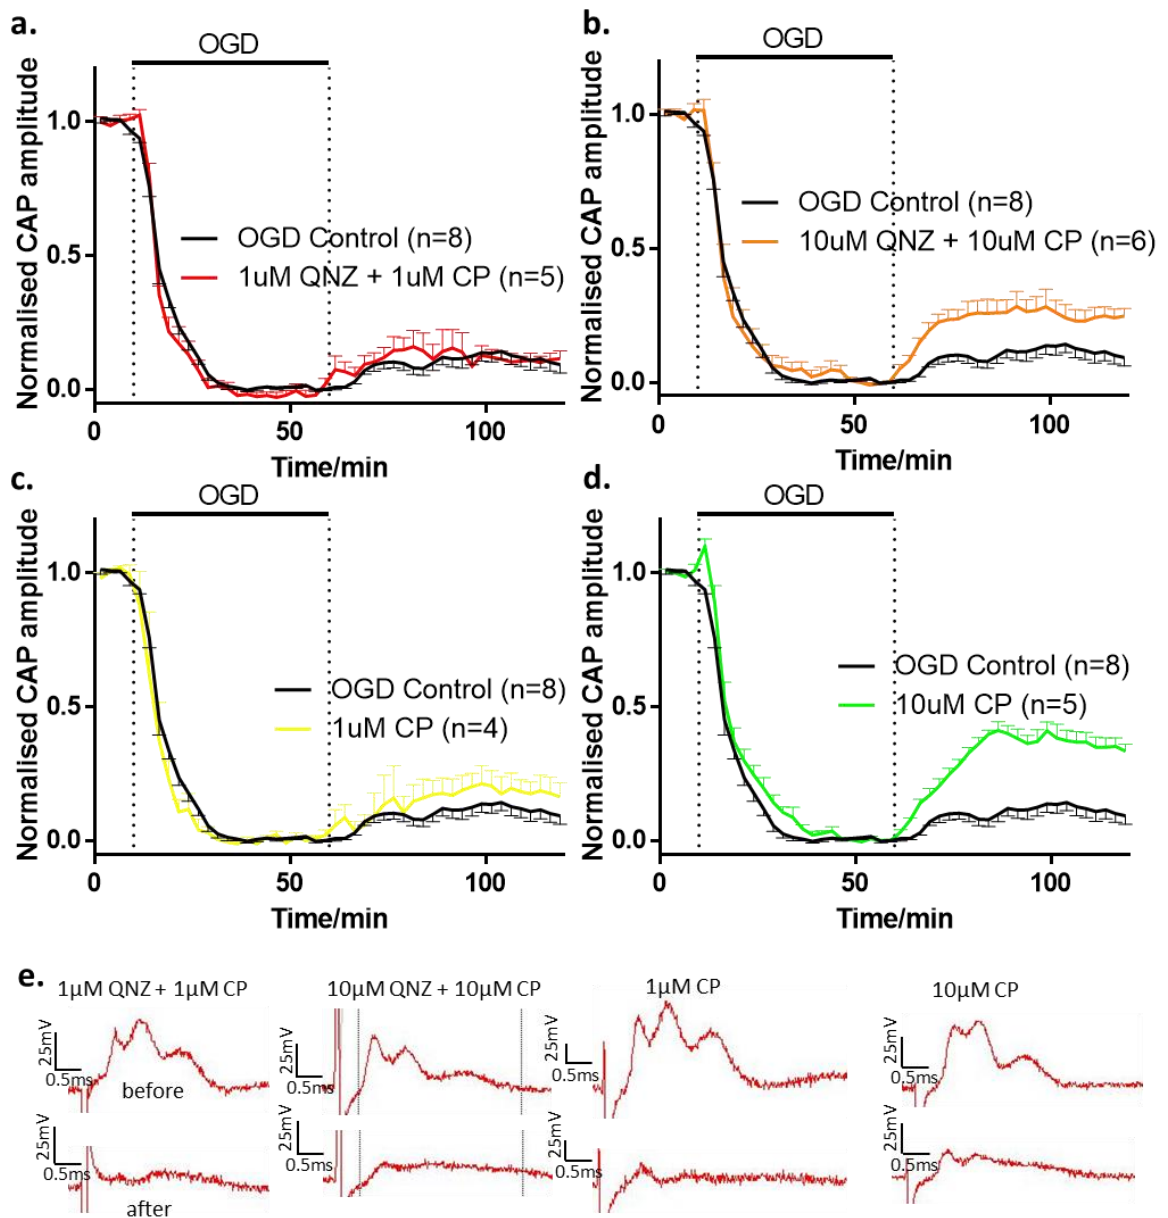 a.
OGD
Normalised CAP amplitude
1.0
0.5
0.0
OGD Control (n=8)
1uM QNZ + 1uM CP (n=5)
0
50
100
Time/min
b.
OGD
Normalised CAP amplitude
1.0
0.5
0.0
OGD Control (n=8)
10uM QNZ + 10uM CP (n=6)
0
50
100
Time/min
c.
OGD
Normalised CAP amplitude
1.0
0.5
0.0
OGD Control (n=8)
1uM CP (n=4)
0
50
100
Time/min
d.
OGD
Normalised CAP amplitude
1.0
0.5
0.0
OGD Control (n=8)
10uM CP (n=5)
0
50
100
Time/min
e.
1µM QNZ + 1µM CP
10µM QNZ + 10µM CP
1µM CP
10µM CP
25mV
0.5ms
before
25mV
0.5ms
25mV
0.5ms
25mV
0.5ms
25mV
0.5ms
after
25mV
0.5ms
25mV
0.5ms
25mV
0.5ms